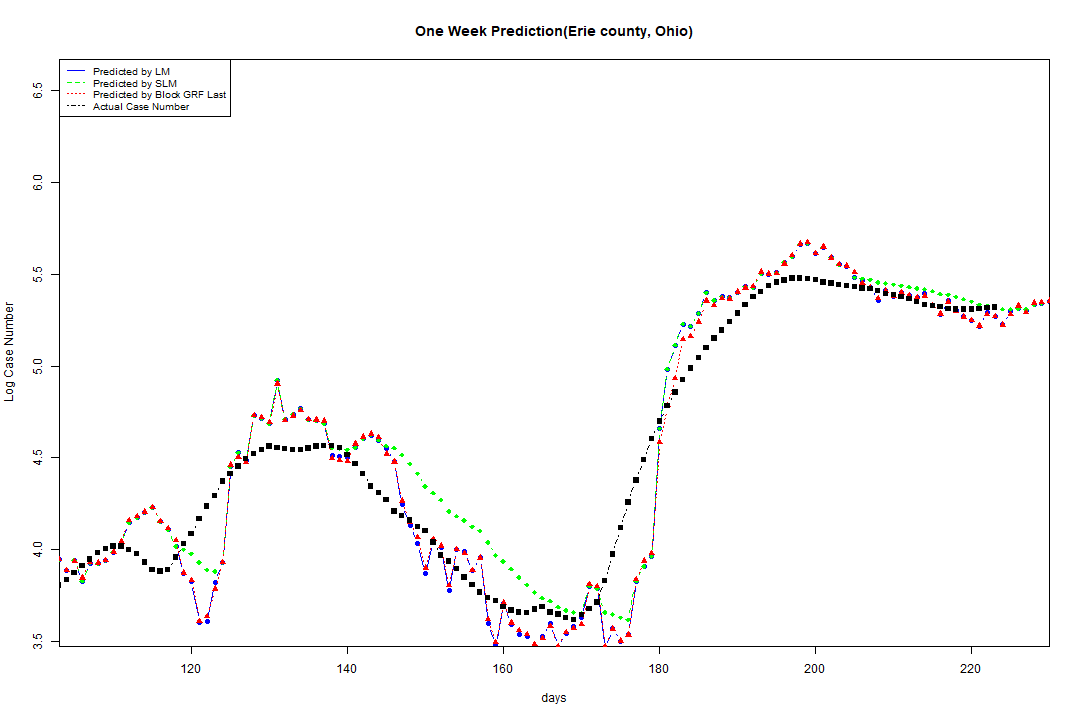 One Week Prediction(Erie county, Ohio)
Predicted by LM
Predicted by SLM
Predicted by Block GRF Last
Actual Case Number
6.5
6.0
5.5
5.0
4.5
4.0
3.5
Log Case Number
120 140 160 180 200 220
days